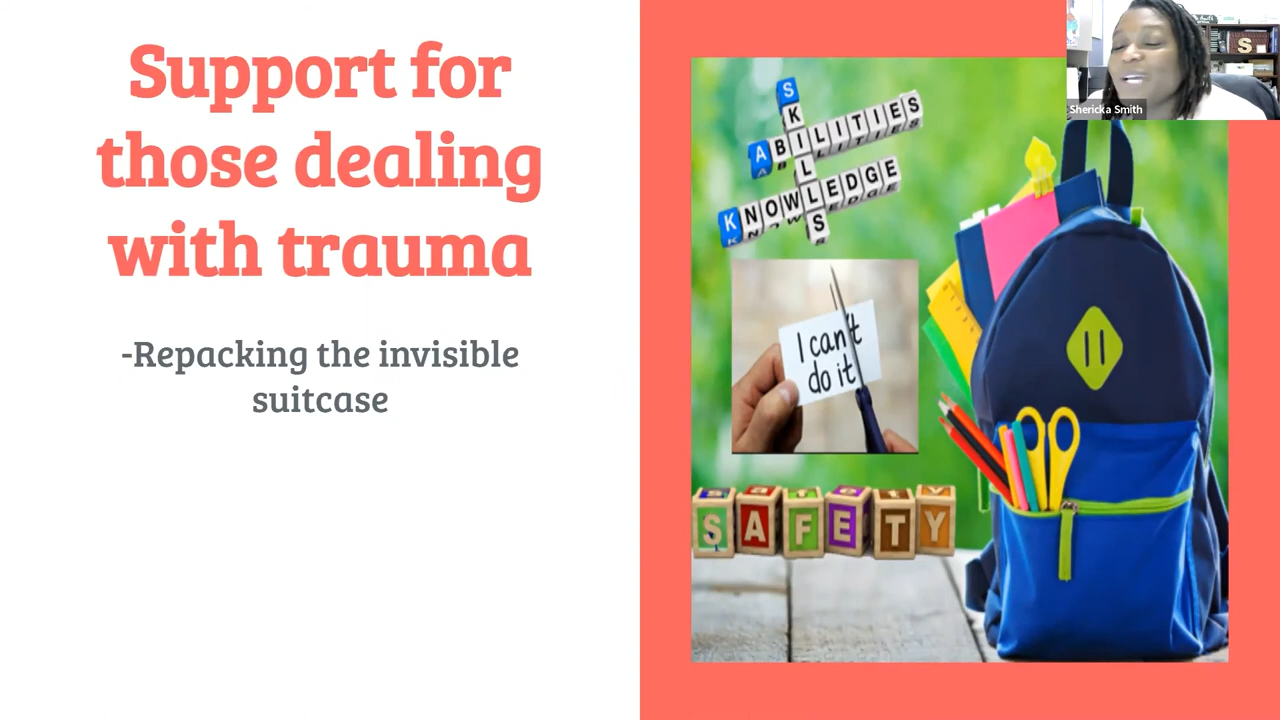 Support for
those dealing
with trauma
-Repacking the invisible
suitcase
SKILLS
ABILITIES
KNOWLEDGE
I can't
do it
SAFETY
Shericka Smith
S